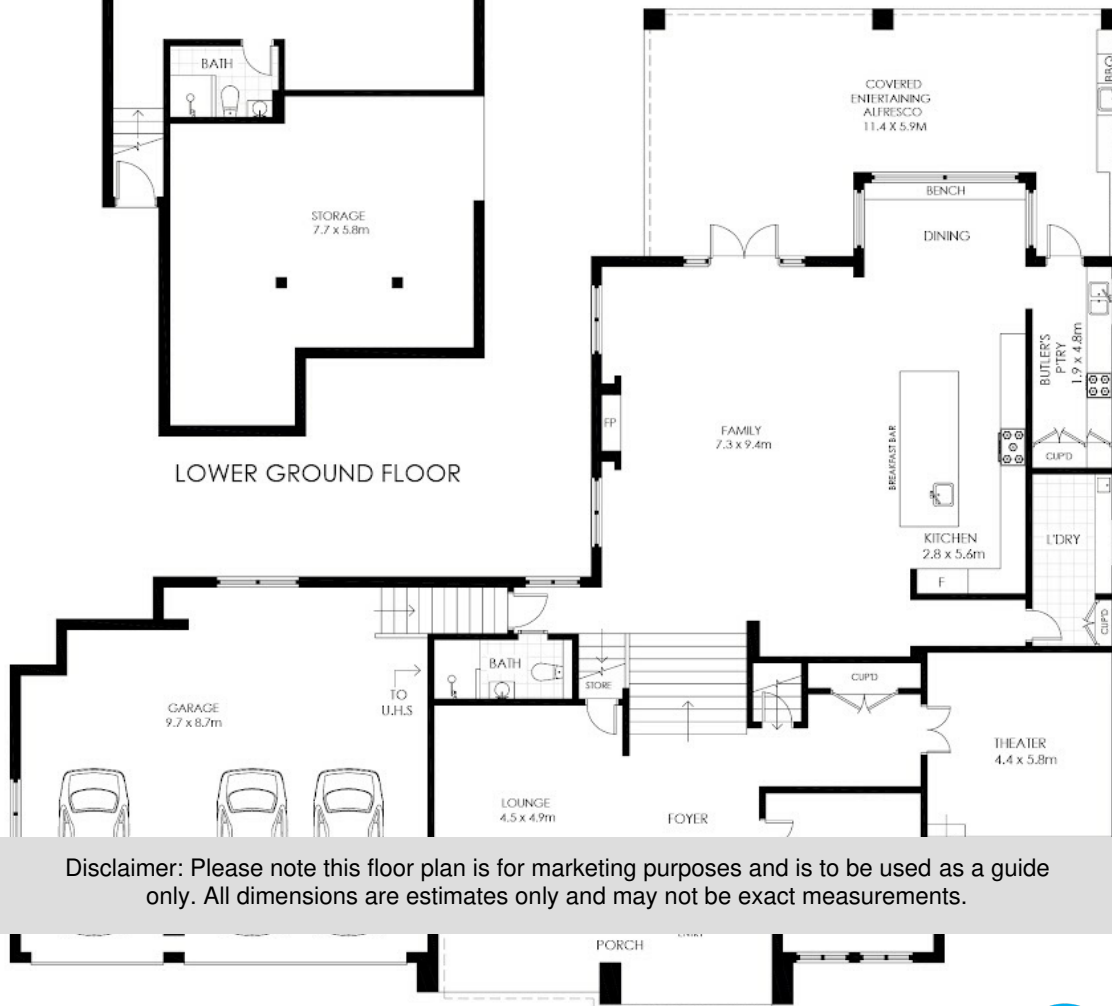 BATH
STORAGE
7.7 x 5.8m
LOWER GROUND FLOOR
COVERED
ENTERTAINING
ALFRESCO
11.4 X 5.9M
BBQ
BENCH
DINING
BUTLER'S
P'TRY
1.9 x 4.8m
CUP'D
FP
FAMILY
7.3 x 9.4m
BREAKFAST BAR
KITCHEN
2.8 x 5.6m
F
L'DRY
CUP'D
BATH
STORE
CUP'D
TO
U.H.S
GARAGE
9.7 x 8.7m
THEATER
4.4 x 5.8m
LOUNGE
4.5 x 4.9m
FOYER
Disclaimer: Please note this floor plan is for marketing purposes and is to be used as a guide
only. All dimensions are estimates only and may not be exact measurements.
PORCH